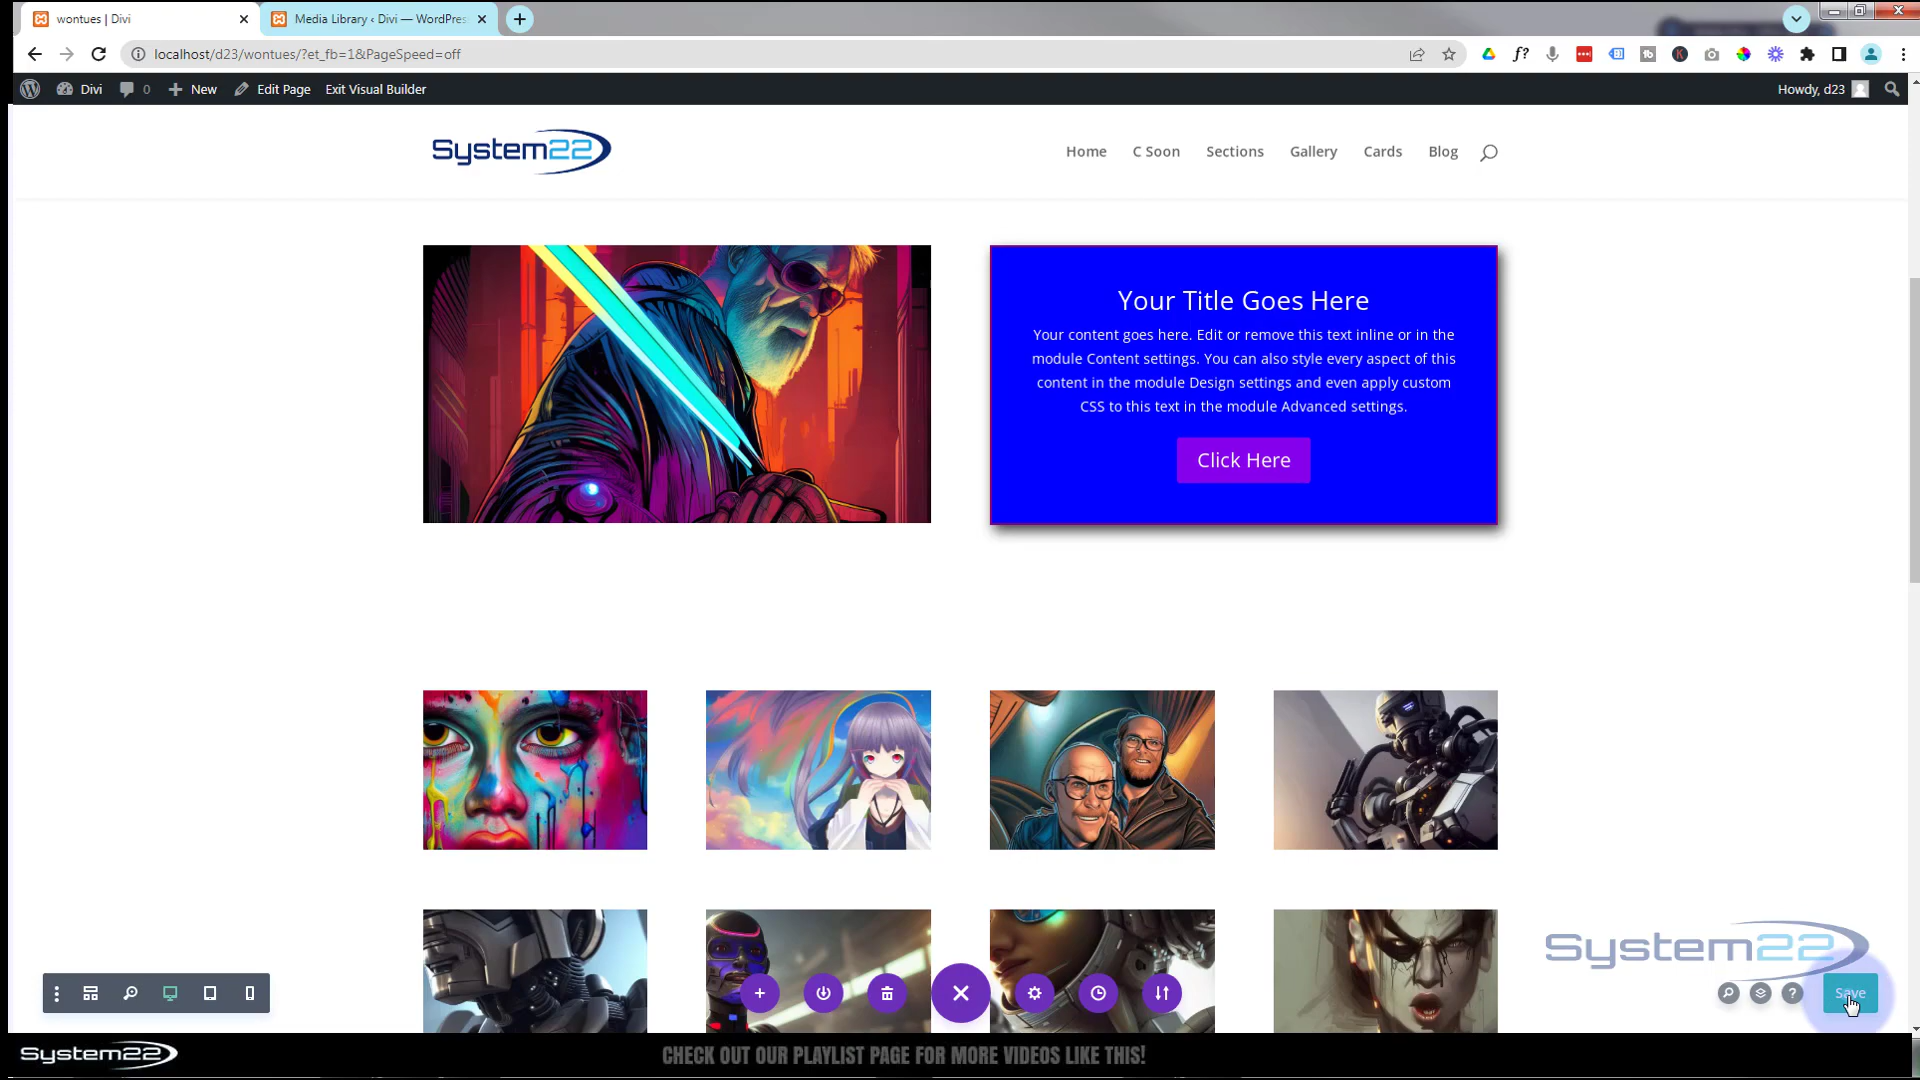 wontues | Divi
Media Library ‹ Divi — WordPres
localhost/d23/wontues/?et_fb=1&PageSpeed=off
f?
Divi
0
New
Edit Page
Exit Visual Builder
Howdy, d23
System22
Home
C Soon
Sections
Gallery
Cards
Blog
Your Title Goes Here
Your content goes here. Edit or remove this text inline or in the
module Content settings. You can also style every aspect of this
content in the module Design settings and even apply custom
CSS to this text in the module Advanced settings.
Click Here
System22
?
Save
System22
CHECK OUT OUR PLAYLIST PAGE FOR MORE VIDEOS LIKE THIS!